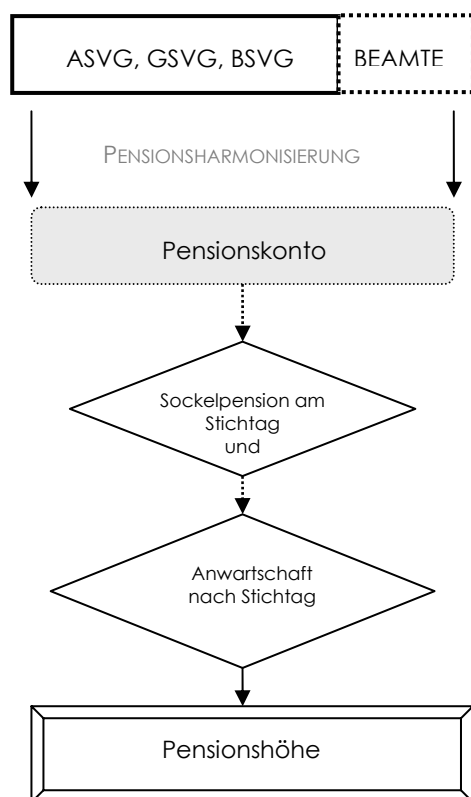 ASVG, GSVG, BSVG BEAMTE
PENSIONSHARMONISIERUNG
Pensionskonto
Sockelpension am
Stichtag
und
Anwartschaft
nach Stichtag
Pensionshöhe